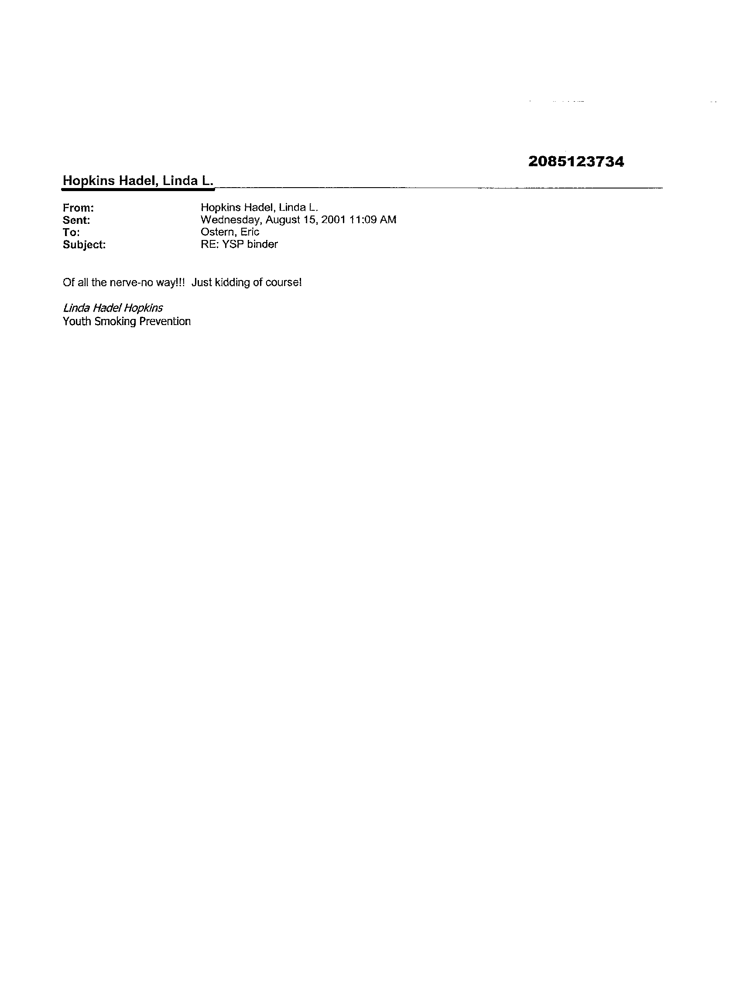 2085123734
Hopkins Hadel, Linda L.
From: Hopkins Hadel, Linda L.
Sent: Wednesday, August 15, 2001 11:09 AM
To: Ostern, Eric
Subject: RE: YSP binder
Of all the nerve-no way!!! Just kidding of course!
Linda Hadel Hopkins
Youth Smoking Prevention